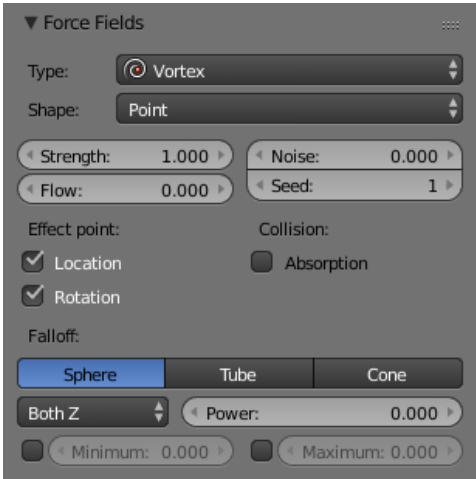 Force Fields
Type: Vortex
Shape: Point
Strength: 1.000 Noise: 0.000
Flow: 0.000 Seed: 1
Effect point: Collision:
Location Absorption
Rotation
Falloff:
Sphere Tube Cone
Both Z Power: 0.000
Minimum: 0.000 Maximum: 0.000